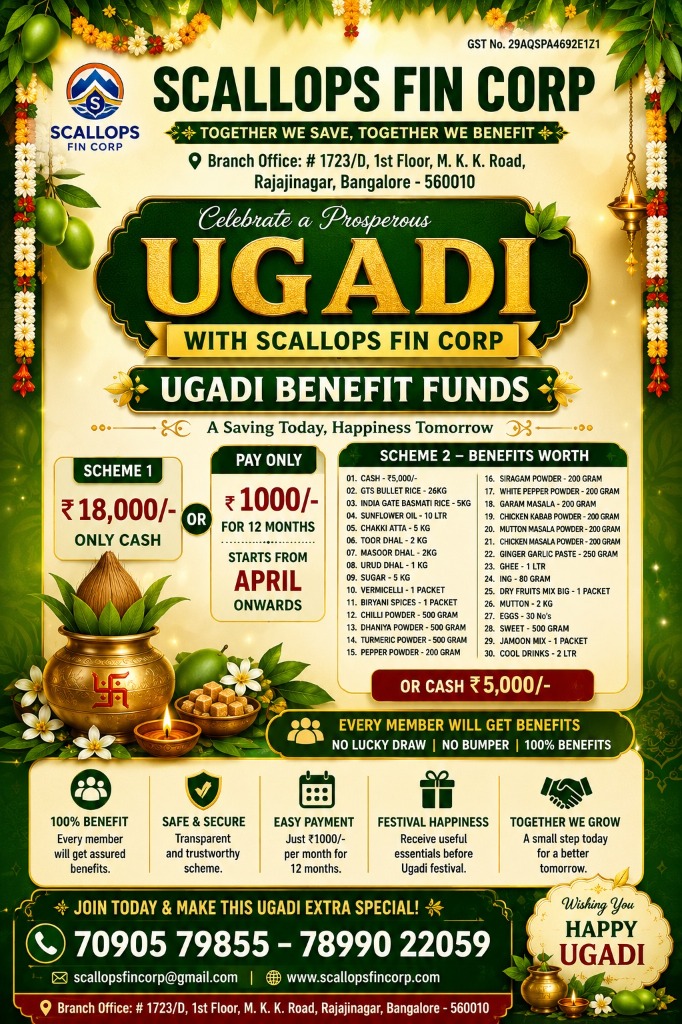 GST No. 29AQSPA4692E1Z1
SCALLOPS
FIN CORP
SCALLOPS FIN CORP
TOGETHER WE SAVE, TOGETHER WE BENEFIT
Branch Office: # 1723/D, 1st Floor, M. K. K. Road,
Rajajinagar, Bangalore - 560010
Celebrate a Prosperous
UGADI
WITH SCALLOPS FIN CORP
UGADI BENEFIT FUNDS
A Saving Today, Happiness Tomorrow
SCHEME 1
₹ 18,000/-
ONLY CASH
OR
PAY ONLY
₹ 1000/-
FOR 12 MONTHS
STARTS FROM
APRIL
ONWARDS
SCHEME 2 – BENEFITS WORTH
01. CASH - ₹5,000/-
02. GTS BULLET RICE - 26KG
03. INDIA GATE BASMATI RICE - 5KG
04. SUNFLOWER OIL - 10 LTR
05. CHAKKI ATTA - 5 KG
06. TOOR DHAL - 2 KG
07. MASOOR DHAL - 2KG
08. URUD DHAL - 1 KG
09. SUGAR - 5 KG
10. VERMICELLI - 1 PACKET
11. BIRYANI SPICES - 1 PACKET
12. CHILLI POWDER - 500 GRAM
13. DHANIYA POWDER - 500 GRAM
14. TURMERIC POWDER - 500 GRAM
15. PEPPER POWDER - 200 GRAM
16. SIRAGAM POWDER - 200 GRAM
17. WHITE PEPPER POWDER - 200 GRAM
18. GARAM MASALA - 200 GRAM
19. CHICKEN KABAB POWDER - 200 GRAM
20. MUTTON MASALA POWDER - 200 GRAM
21. CHICKEN MASALA POWDER - 200 GRAM
22. GINGER GARLIC PASTE - 250 GRAM
23. GHEE - 1 LTR
24. ING - 80 GRAM
25. DRY FRUITS MIX BIG - 1 PACKET
26. MUTTON - 2 KG
27. EGGS - 30 No's
28. SWEET - 500 GRAM
29. JAMOON MIX - 1 PACKET
30. COOL DRINKS - 2 LTR
OR CASH ₹ 5,000/-
EVERY MEMBER WILL GET BENEFITS
NO LUCKY DRAW | NO BUMPER | 100% BENEFITS
100% BENEFIT
Every member
will get assured
benefits.
SAFE & SECURE
Transparent
and trustworthy
scheme.
EASY PAYMENT
Just ₹1000/-
per month for
12 months.
FESTIVAL HAPPINESS
Receive useful
essentials before
Ugadi festival.
TOGETHER WE GROW
A small step today
for a better
tomorrow.
JOIN TODAY & MAKE THIS UGADI EXTRA SPECIAL!
70905 79855 – 78990 22059
scallopsfincorp@gmail.com | www.scallopsfincorp.com
Branch Office: # 1723/D, 1st Floor, M. K. K. Road, Rajajinagar, Bangalore - 560010
Wishing You
HAPPY
UGADI